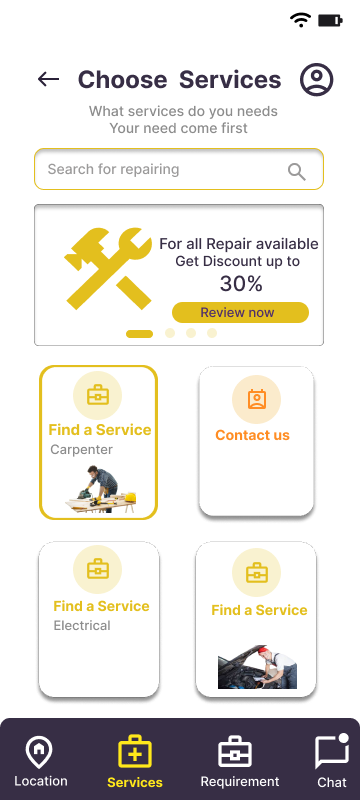 Choose Services
What services do you needs
Your need come first
Search for repairing
For all Repair available
Get Discount up to
30%
Review now
Find a Service
Carpenter
Contact us
Find a Service
Electrical
Find a Service
Location
Services
Requirement
Chat